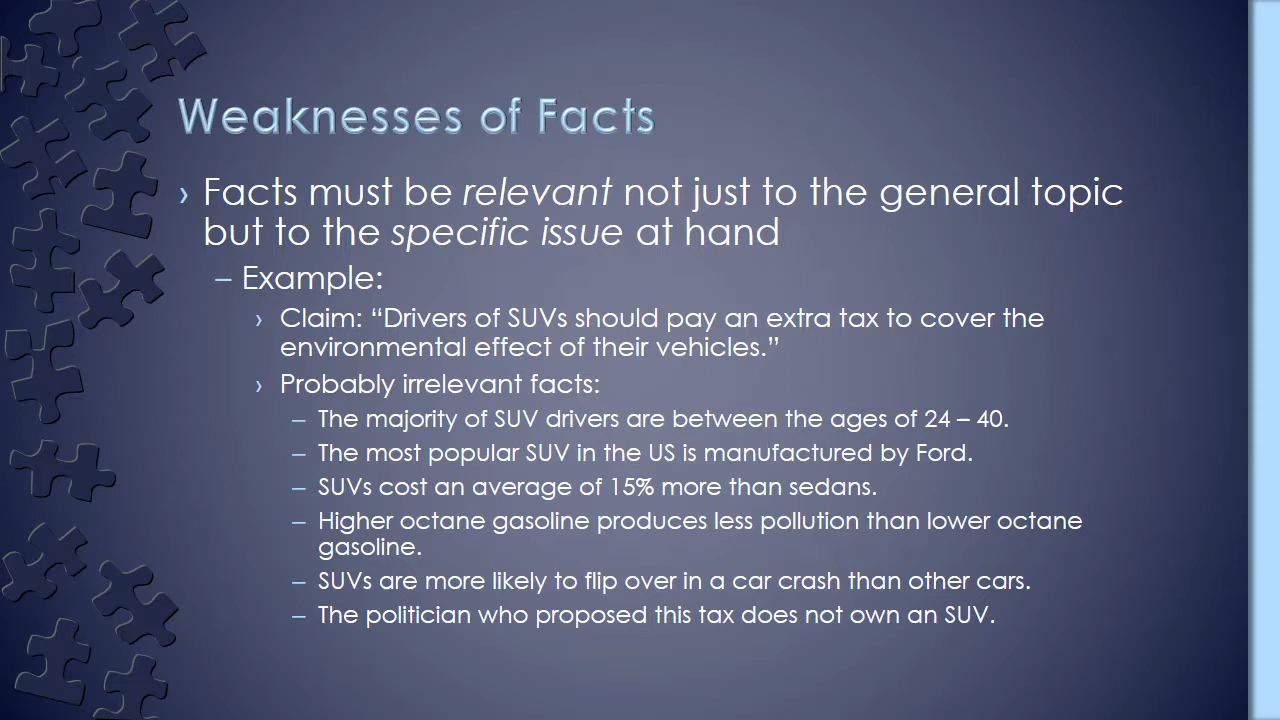 Weaknesses of Facts
› Facts must be relevant not just to the general topic
but to the specific issue at hand
– Example:
› Claim: “Drivers of SUVs should pay an extra tax to cover the
environmental effect of their vehicles.”
› Probably irrelevant facts:
– The majority of SUV drivers are between the ages of 24 – 40.
– The most popular SUV in the US is manufactured by Ford.
– SUVs cost an average of 15% more than sedans.
– Higher octane gasoline produces less pollution than lower octane
gasoline.
– SUVs are more likely to flip over in a car crash than other cars.
– The politician who proposed this tax does not own an SUV.